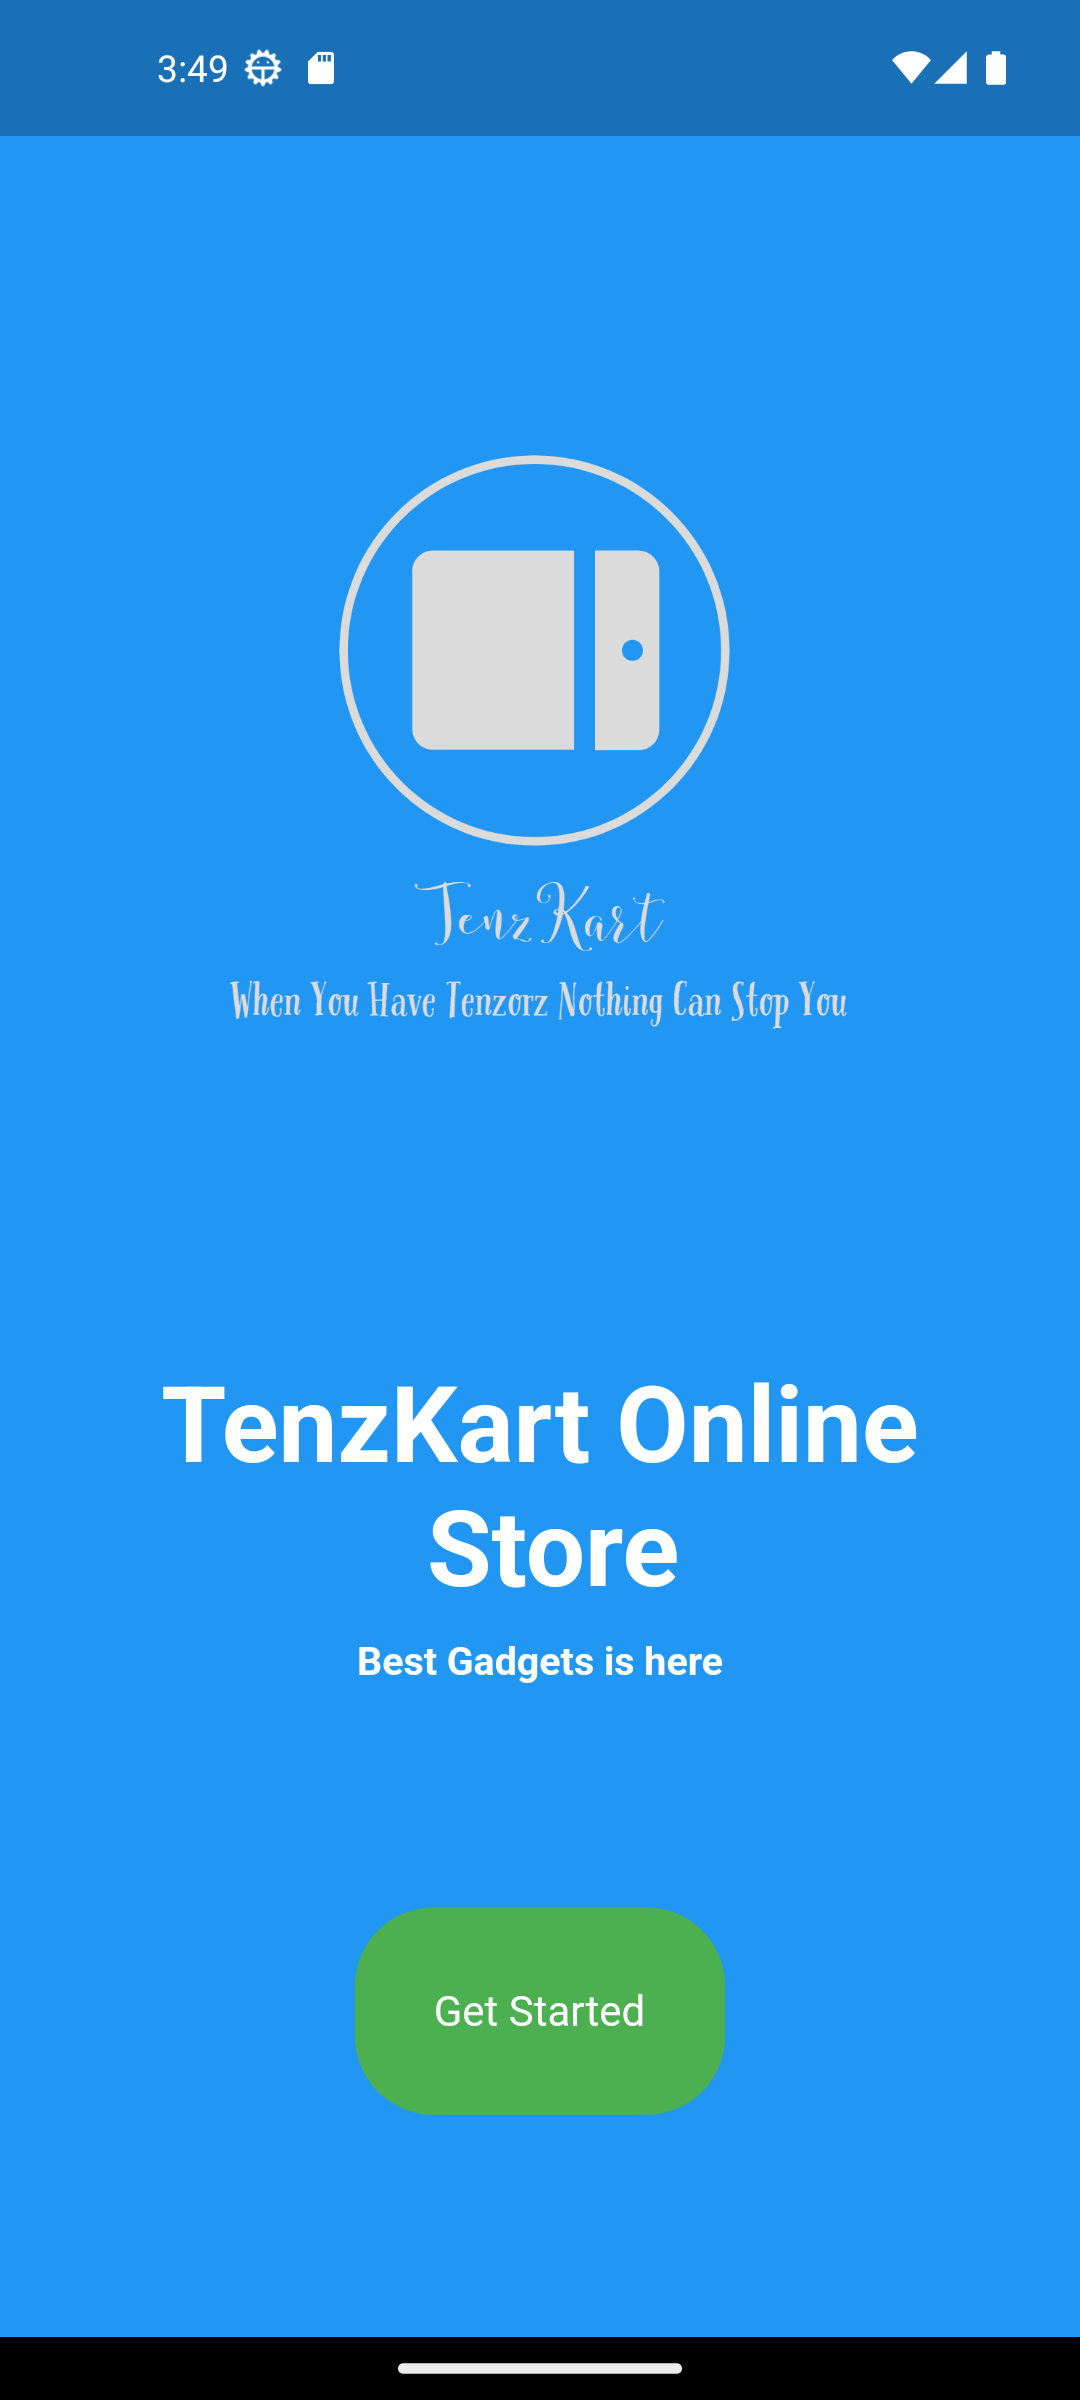 3:49
TenzKart
When You Have Tenzorz Nothing Can Stop You
TenzKart Online
Store
Best Gadgets is here
Get Started